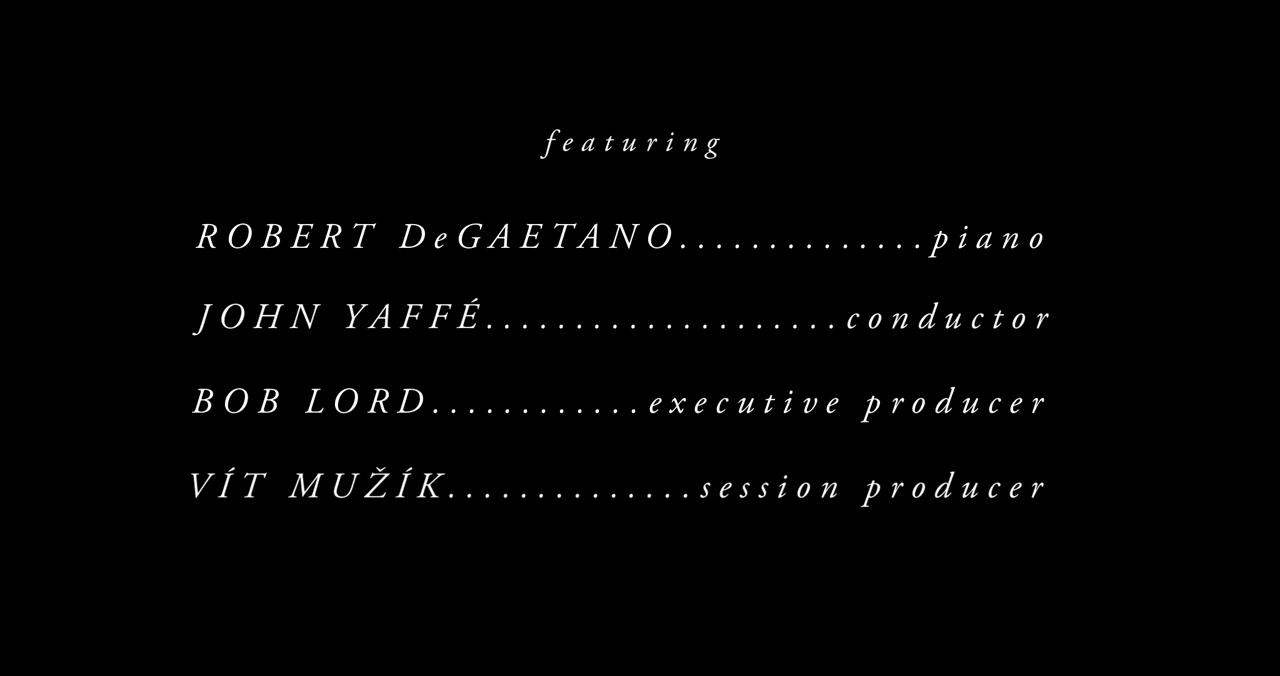 featuring
ROBERT DeGAETANO..............piano
JOHN YAFFÉ....................conductor
BOB LORD............executive producer
VÍT MUŽÍK..............session producer